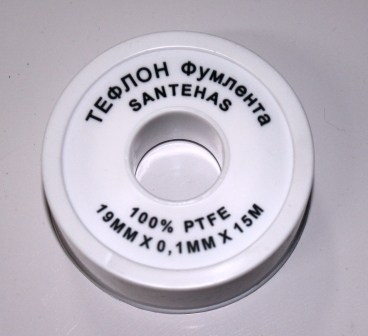 ТЕФЛОН Фумлента
SANTEHAS
100% PTFE
19MM X 0,1MM X 15M